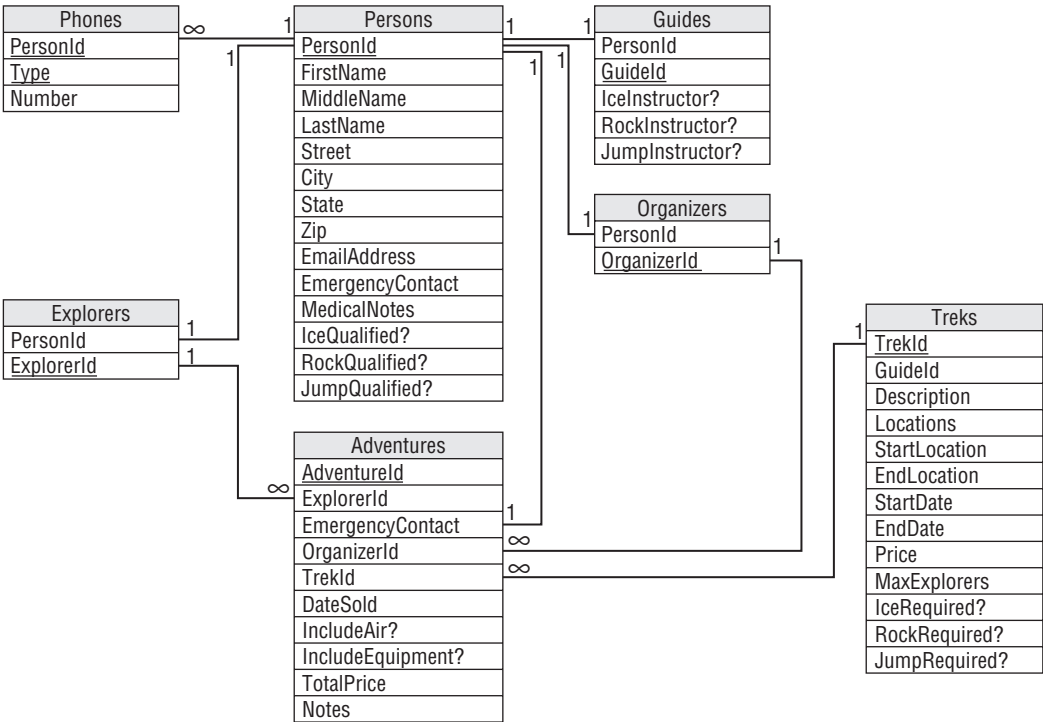 Phones
PersonId
Type
Number
∞
1
1
Persons
PersonId
FirstName
MiddleName
LastName
Street
City
State
Zip
EmailAddress
EmergencyContact
MedicalNotes
IceQualified?
RockQualified?
JumpQualified?
1
1
1
1
Guides
PersonId
GuideId
IceInstructor?
RockInstructor?
JumpInstructor?
Organizers
1
PersonId
OrganizerId
1
Explorers
PersonId
ExplorerId
1
1
Adventures
AdventureId
ExplorerId
EmergencyContact
OrganizerId
TrekId
DateSold
IncludeAir?
IncludeEquipment?
TotalPrice
Notes
∞
1
∞
∞
1
Treks
TrekId
GuideId
Description
Locations
StartLocation
EndLocation
StartDate
EndDate
Price
MaxExplorers
IceRequired?
RockRequired?
JumpRequired?